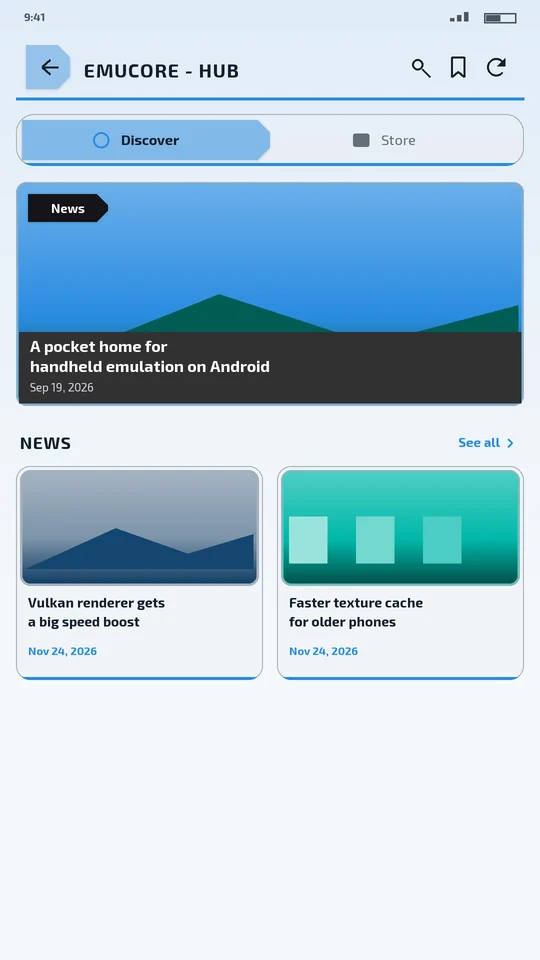 9:41
EMUCORE - HUB
Discover
Store
News
A pocket home for
handheld emulation on Android
Sep 19, 2026
NEWS
See all
Vulkan renderer gets
a big speed boost
Nov 24, 2026
Faster texture cache
for older phones
Nov 24, 2026